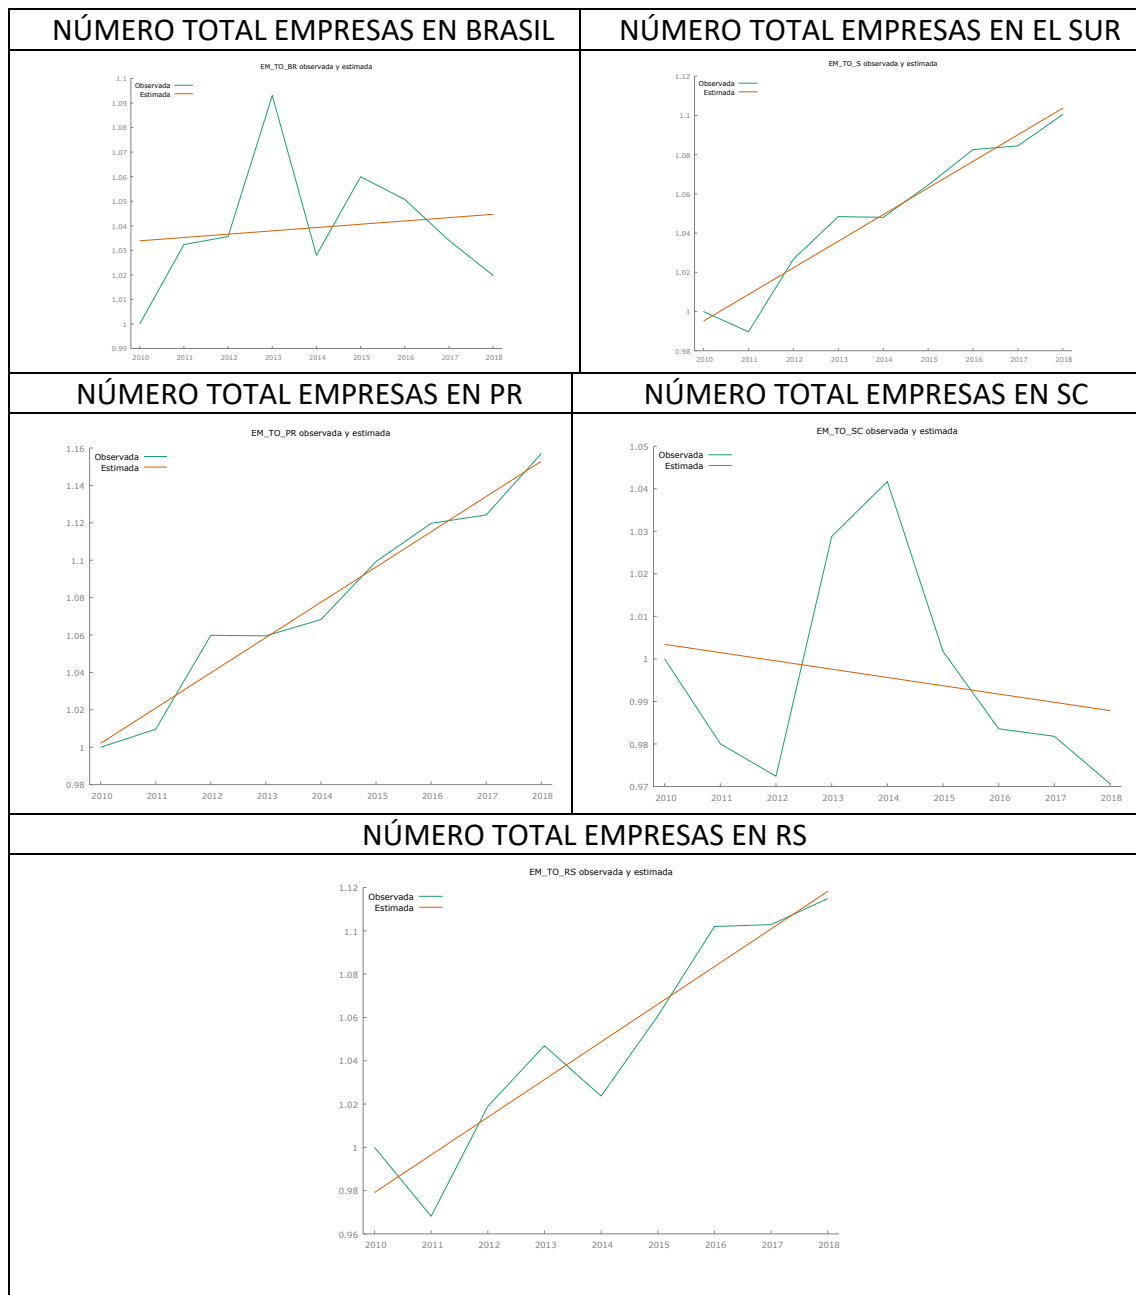 NÚMERO TOTAL EMPRESAS EN BRASIL
NÚMERO TOTAL EMPRESAS EN EL SUR
EM_TO_BR observada y estimada
Observada
Estimada
1.1
1.09
1.08
1.07
1.06
1.05
1.04
1.03
1.02
1.01
1
0.99
2010 2011 2012 2013 2014 2015 2016 2017 2018
EM_TO_S observada y estimada
Observada
Estimada
1.12
1.1
1.08
1.06
1.04
1.02
1
0.98
2010 2011 2012 2013 2014 2015 2016 2017 2018
NÚMERO TOTAL EMPRESAS EN PR
NÚMERO TOTAL EMPRESAS EN SC
EM_TO_PR observada y estimada
Observada
Estimada
1.16
1.14
1.12
1.1
1.08
1.06
1.04
1.02
1
0.98
2010 2011 2012 2013 2014 2015 2016 2017 2018
EM_TO_SC observada y estimada
Observada
Estimada
1.05
1.04
1.03
1.02
1.01
1
0.99
0.98
0.97
2010 2011 2012 2013 2014 2015 2016 2017 2018
NÚMERO TOTAL EMPRESAS EN RS
EM_TO_RS observada y estimada
Observada
Estimada
1.12
1.1
1.08
1.06
1.04
1.02
1
0.98
0.96
2010 2011 2012 2013 2014 2015 2016 2017 2018